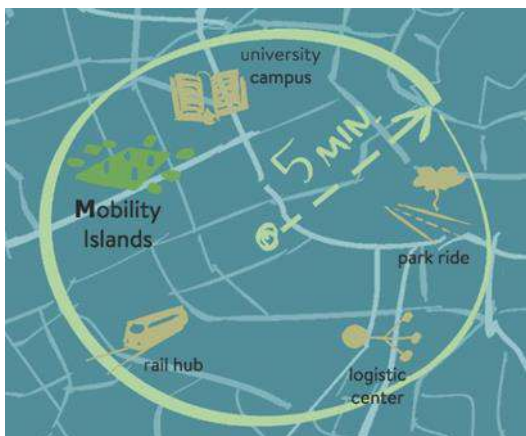 university
campus
5 MIN.
Mobility
Islands
park ride
rail hub
logistic
center